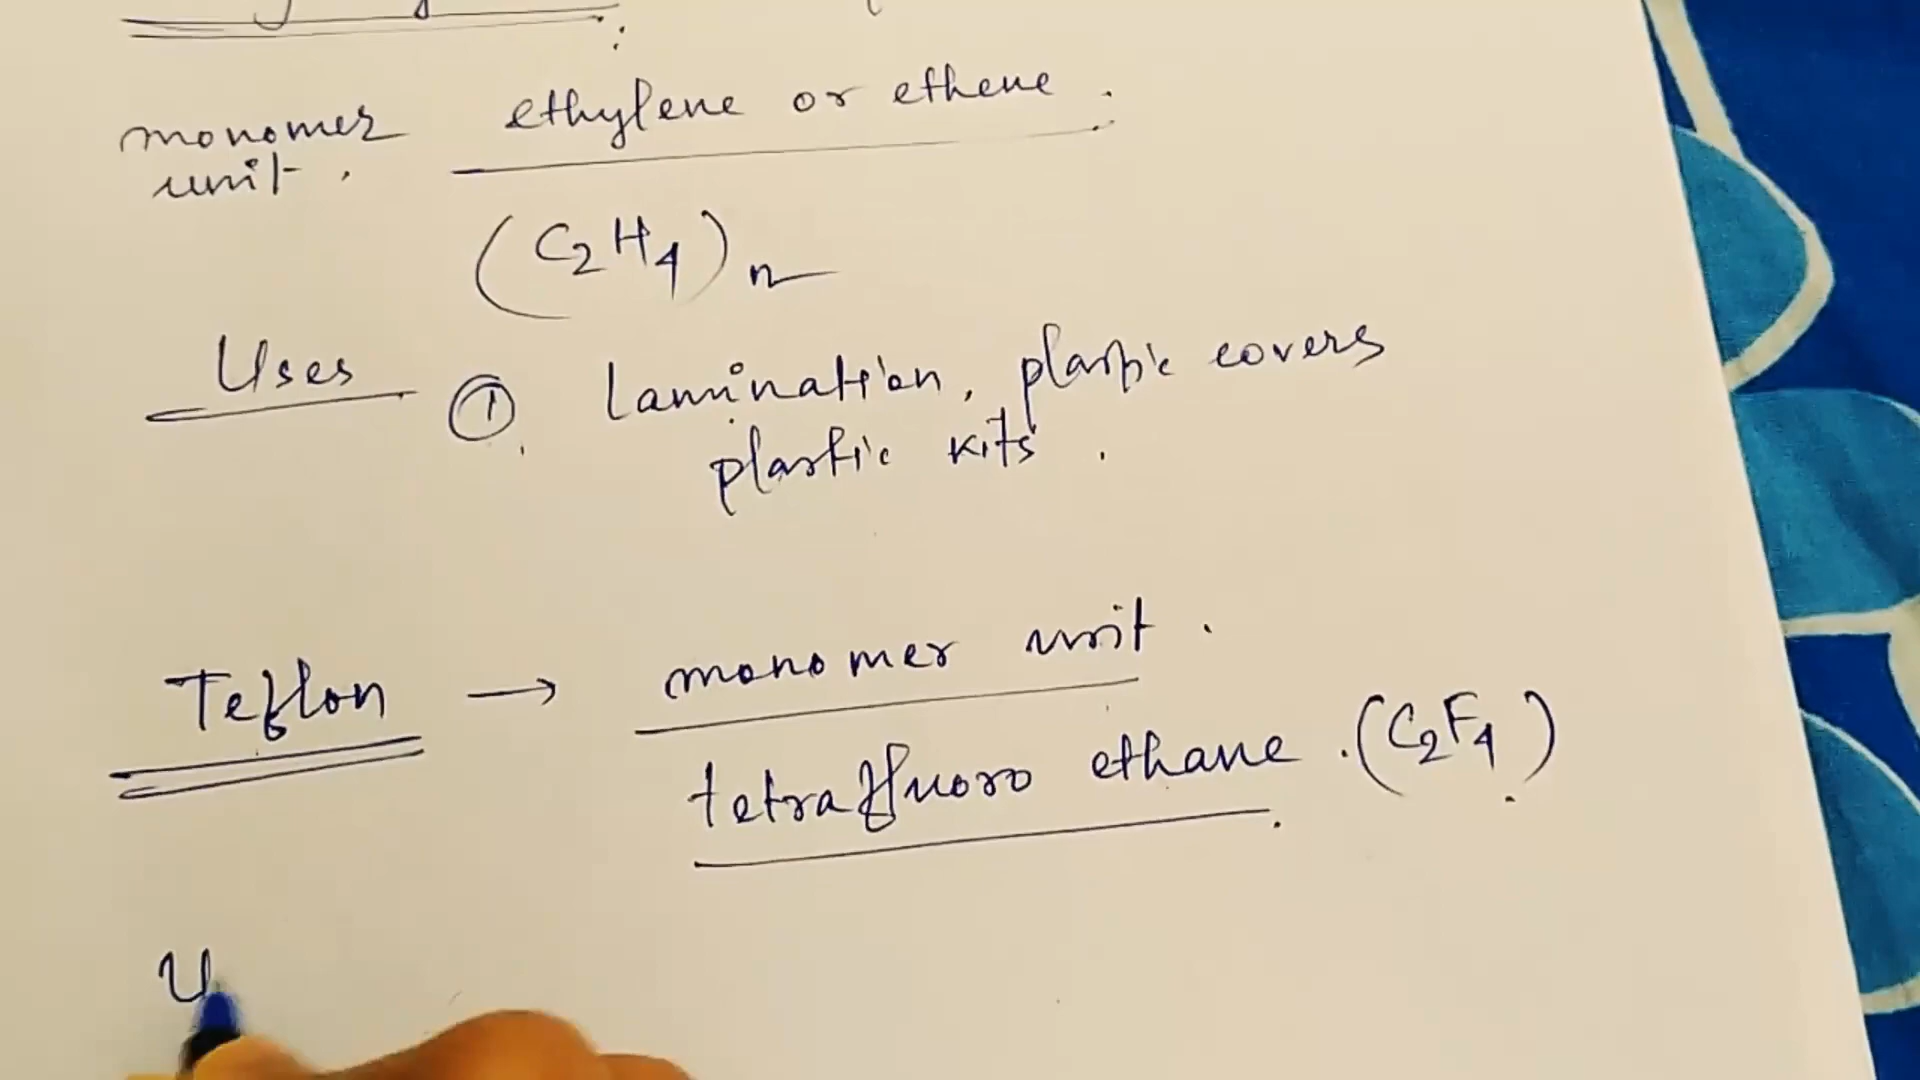 monomer ethylene or ethene .
unit .
(C₂H₄)n
Uses ① Lamination, plastic covers
plastic kits .
Teflon → monomer unit .
tetrafluoro ethane . (C₂F₄)
U